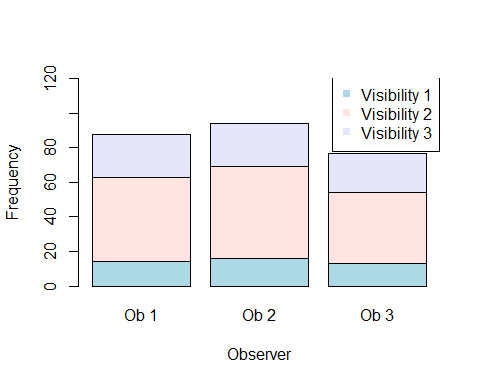 Visibility 1
Visibility 2
Visibility 3
Frequency
120
80
60
40
20
0
Ob 1
Ob 2
Ob 3
Observer